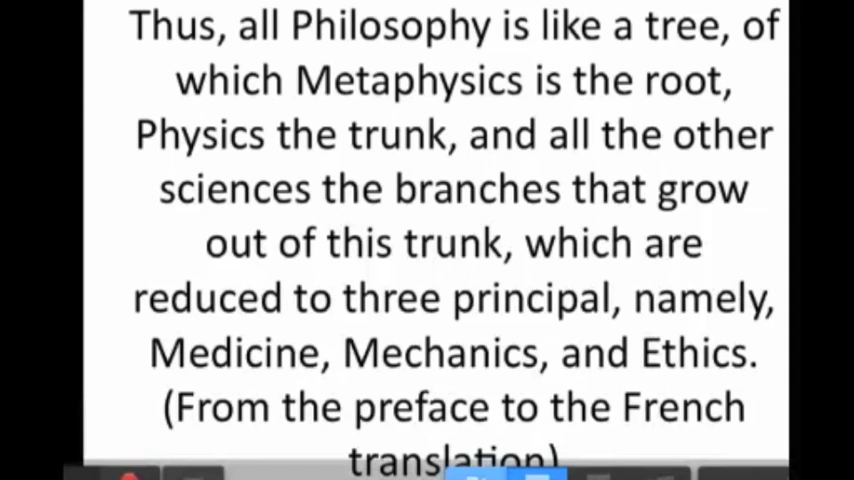 Thus, all Philosophy is like a tree, of
which Metaphysics is the root,
Physics the trunk, and all the other
sciences the branches that grow
out of this trunk, which are
reduced to three principal, namely,
Medicine, Mechanics, and Ethics.
(From the preface to the French
translation)